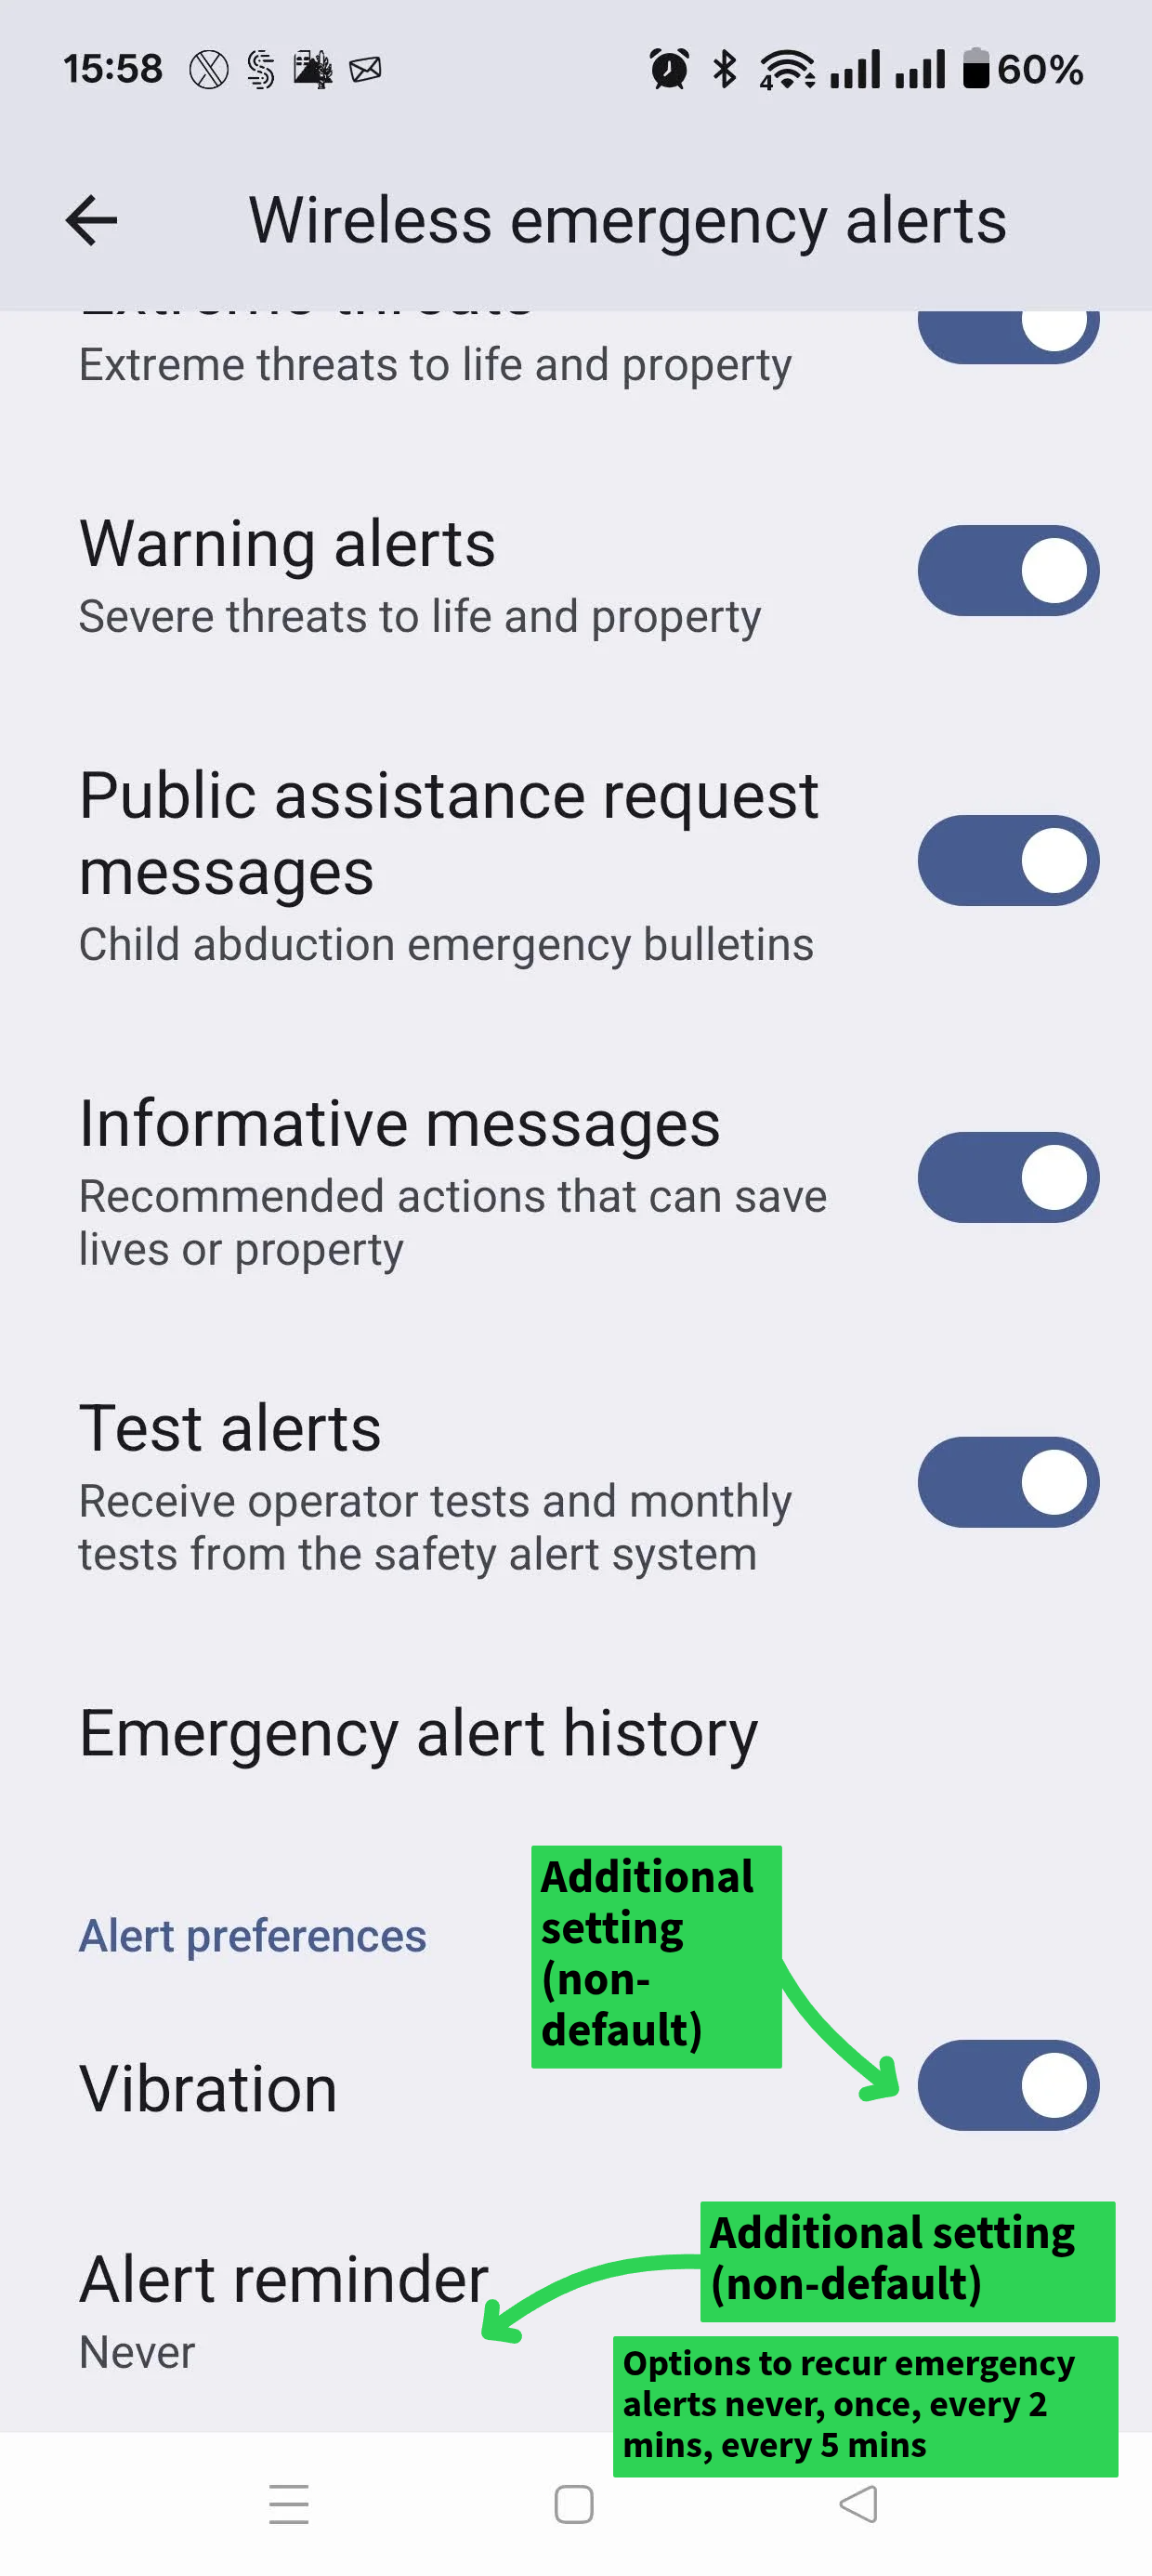 15:58
4
60%
Wireless emergency alerts
Extreme threats
Extreme threats to life and property
Warning alerts
Severe threats to life and property
Public assistance request
messages
Child abduction emergency bulletins
Informative messages
Recommended actions that can save
lives or property
Test alerts
Receive operator tests and monthly
tests from the safety alert system
Emergency alert history
Additional
setting
(non-
default)
Alert preferences
Vibration
Additional setting
(non-default)
Alert reminder
Never
Options to recur emergency
alerts never, once, every 2
mins, every 5 mins